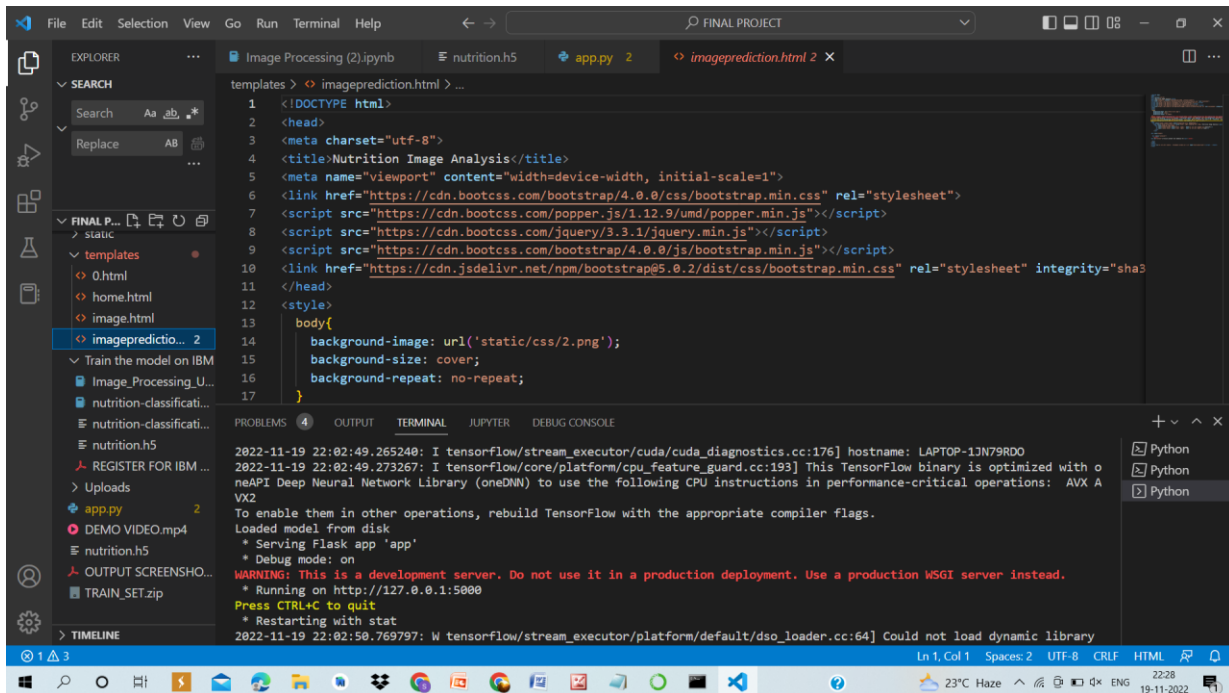 File Edit Selection View Go Run Terminal Help
FINAL PROJECT
EXPLORER
SEARCH
Search
Aa ab .*
Replace
AB
FINAL P...
static
templates
0.html
home.html
image.html
imagepredictio... 2
Train the model on IBM
Image_Processing_U...
nutrition-classificati...
nutrition-classificati...
nutrition.h5
REGISTER FOR IBM ...
Uploads
app.py 2
DEMO VIDEO.mp4
nutrition.h5
OUTPUT SCREENSHO...
TRAIN_SET.zip
TIMELINE
Image Processing (2).ipynb nutrition.h5 app.py 2 imageprediction.html 2
templates > imageprediction.html > ...
1 <!DOCTYPE html>
2 <head>
3 <meta charset="utf-8">
4 <title>Nutrition Image Analysis</title>
5 <meta name="viewport" content="width=device-width, initial-scale=1">
6 <link href="https://cdn.bootcss.com/bootstrap/4.0.0/css/bootstrap.min.css" rel="stylesheet">
7 <script src="https://cdn.bootcss.com/popper.js/1.12.9/umd/popper.min.js"></script>
8 <script src="https://cdn.bootcss.com/jquery/3.3.1/jquery.min.js"></script>
9 <script src="https://cdn.bootcss.com/bootstrap/4.0.0/js/bootstrap.min.js"></script>
10 <link href="https://cdn.jsdelivr.net/npm/bootstrap@5.0.2/dist/css/bootstrap.min.css" rel="stylesheet" integrity="sha3
11 </head>
12 <style>
13 body{
14 background-image: url('static/css/2.png');
15 background-size: cover;
16 background-repeat: no-repeat;
17 }
PROBLEMS 4 OUTPUT TERMINAL JUPYTER DEBUG CONSOLE
2022-11-19 22:02:49.265240: I tensorflow/stream_executor/cuda/cuda_diagnostics.cc:176] hostname: LAPTOP-1JN79RDO
2022-11-19 22:02:49.273267: I tensorflow/core/platform/cpu_feature_guard.cc:193] This TensorFlow binary is optimized with o
neAPI Deep Neural Network Library (oneDNN) to use the following CPU instructions in performance-critical operations: AVX A
VX2
To enable them in other operations, rebuild TensorFlow with the appropriate compiler flags.
Loaded model from disk
* Serving Flask app 'app'
* Debug mode: on
WARNING: This is a development server. Do not use it in a production deployment. Use a production WSGI server instead.
* Running on http://127.0.0.1:5000
Press CTRL+C to quit
* Restarting with stat
2022-11-19 22:02:50.769797: W tensorflow/stream_executor/platform/default/dso_loader.cc:64] Could not load dynamic library
Python
Python
Python
1 3
Ln 1, Col 1 Spaces: 2 UTF-8 CRLF HTML
23°C Haze ENG 22:28
19-11-2022